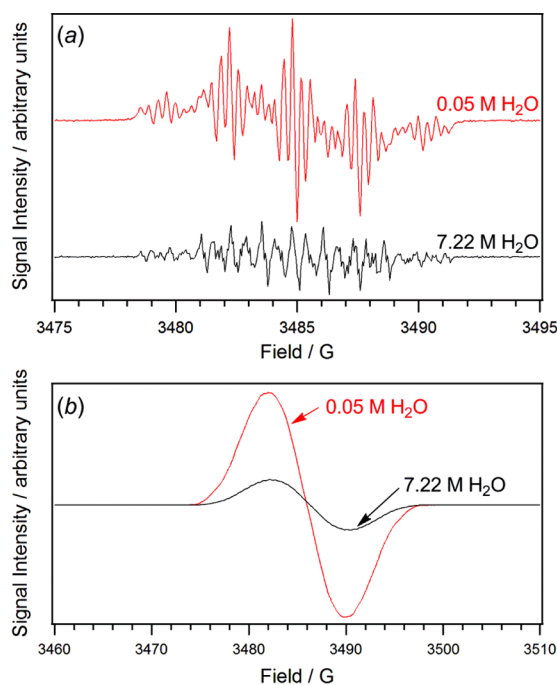 (a)
0.05 M H2O
7.22 M H2O
Signal Intensity / arbitrary units
3475 3480 3485 3490 3495
Field / G
(b)
0.05 M H2O
7.22 M H2O
Signal Intensity / arbitrary units
3460 3470 3480 3490 3500 3510
Field / G